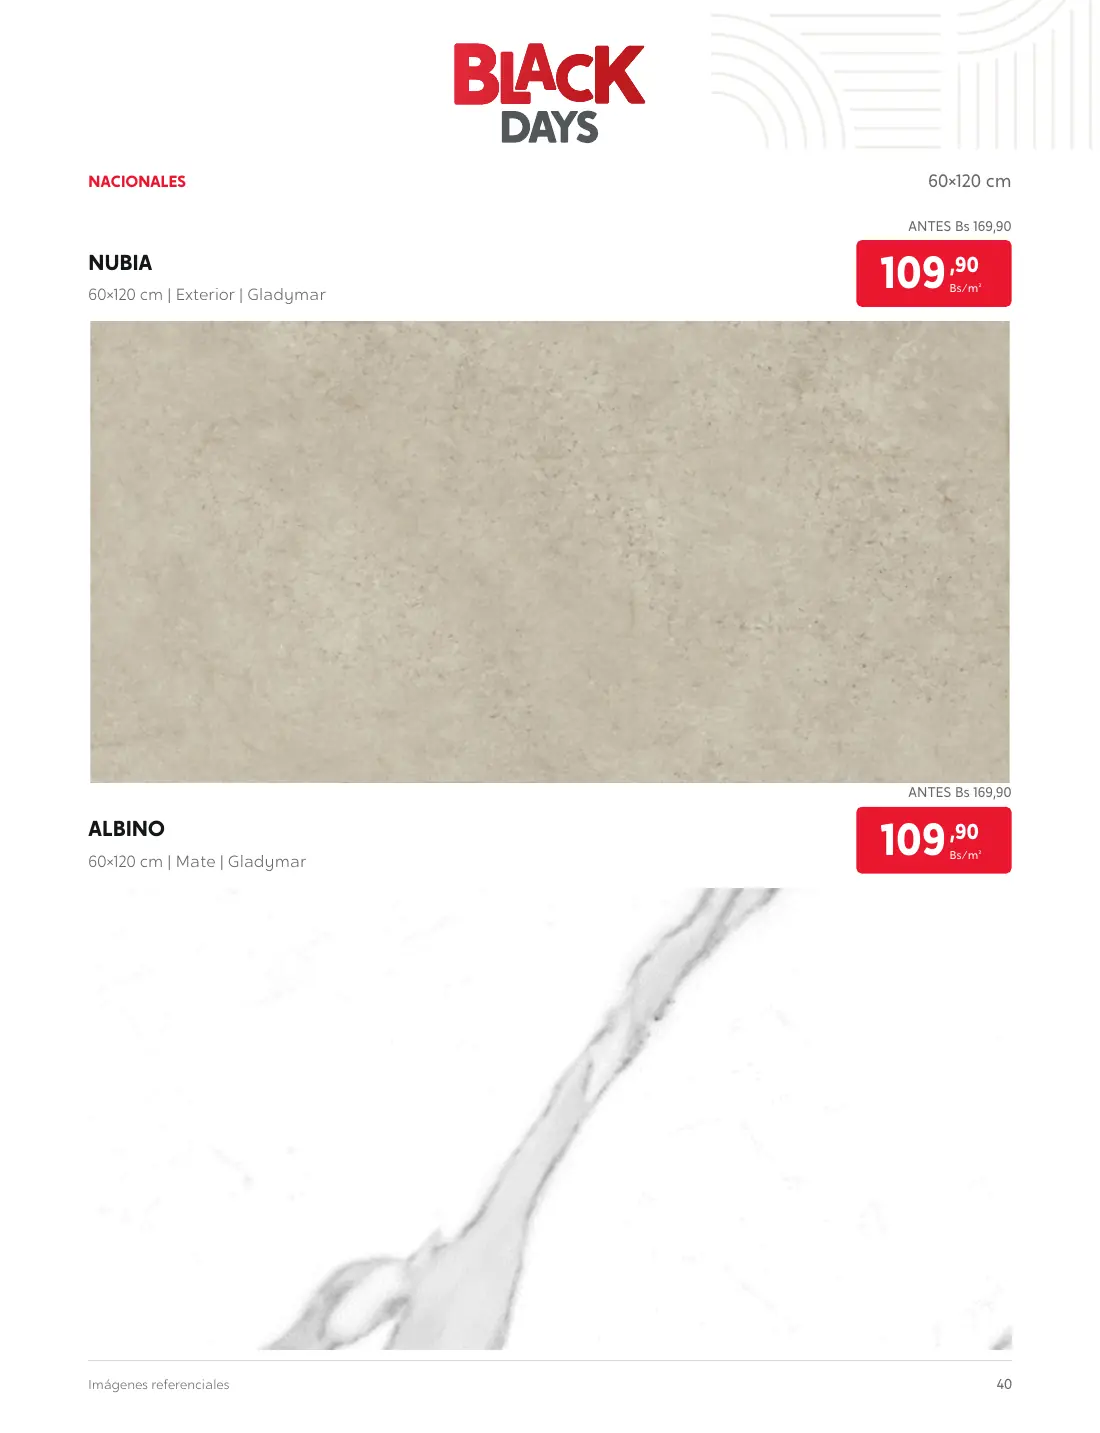 BLACK
DAYS
NACIONALES
60×120 cm
ANTES Bs 169,90
NUBIA
109,90
Bs/m²
60×120 cm | Exterior | Gladymar
ANTES Bs 169,90
ALBINO
109,90
Bs/m²
60×120 cm | Mate | Gladymar
Imágenes referenciales
40